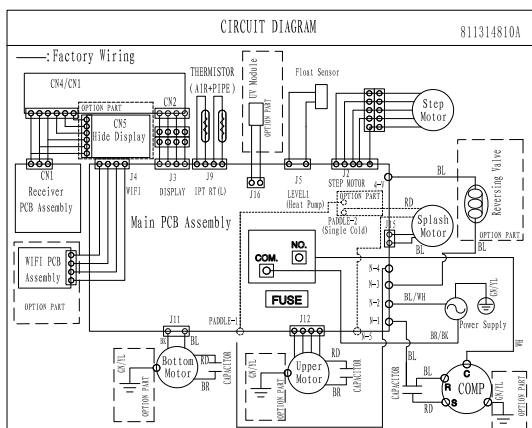 CIRCUIT DIAGRAM
811314810A
——:Factory Wiring
CN4/CN1
OPTION PART
CN5
Hide Display
CN2
THERMISTOR
(AIR+PIPE)
UV Module
OPTION PART
Float Sensor
Step
Motor
CN1
Receiver
PCB Assembly
J4
WIFI
J3
DISPLAY
J9
IPT RT(L)
J16
J5
LEVEL1
(Heat Pump)
J2
STEP MOTOR
4-V
BL
Reversing Valve
OPTION PART
OPTION PART
PADDLE-2
(Single Cold)
RD
Splash
Motor
J15
BL
BL
Main PCB Assembly
WIFI PCB
Assembly
OPTION PART
COM.
NO.
FUSE
N-4
N-3
N-2
N-1
N-5
BL/WH
GN/YL
Power Supply
BR/BK
WH
PADDLE-1
J11
BK
BL
J12
GN/YL
OPTION PART
Bottom
Motor
RD
BR
CAPACITOR
GN/YL
OPTION PART
Upper
Motor
RD
BR
CAPACITOR
BL
CAPACITOR
BL
RD
R
C
S
COMP
GN/YL
OPTION PART